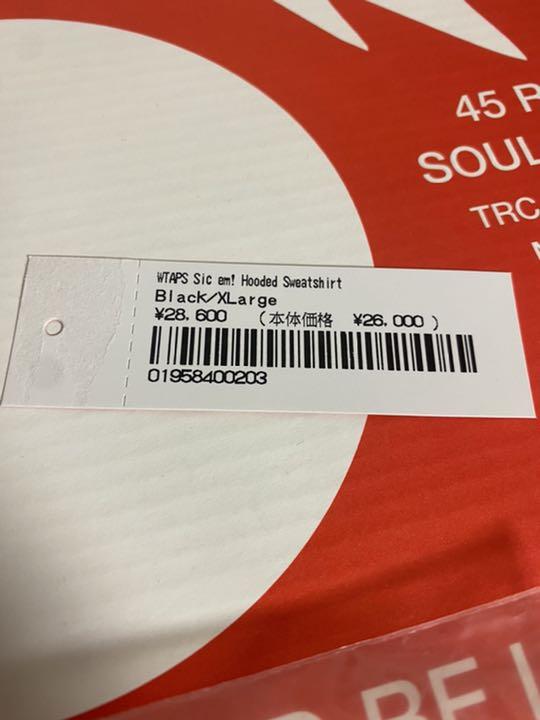 45
SOUL
TRC
WTAPS Sic em! Hooded Sweatshirt
Black/XLarge
¥28,600 (本体価格 ¥26,000)
01958400203